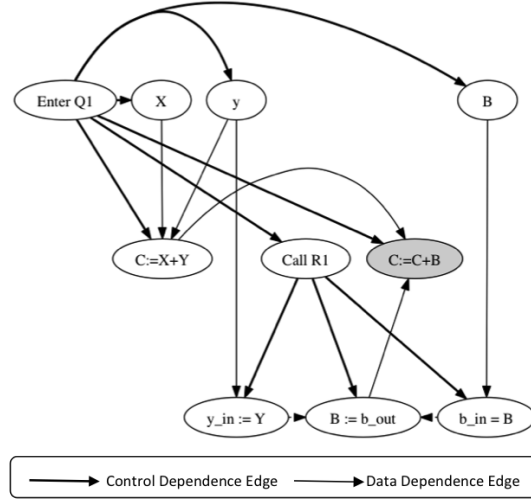 Enter Q1
X
y
B
C:=X+Y
Call R1
C:=C+B
y_in := Y
B := b_out
b_in = B
Control Dependence Edge
Data Dependence Edge